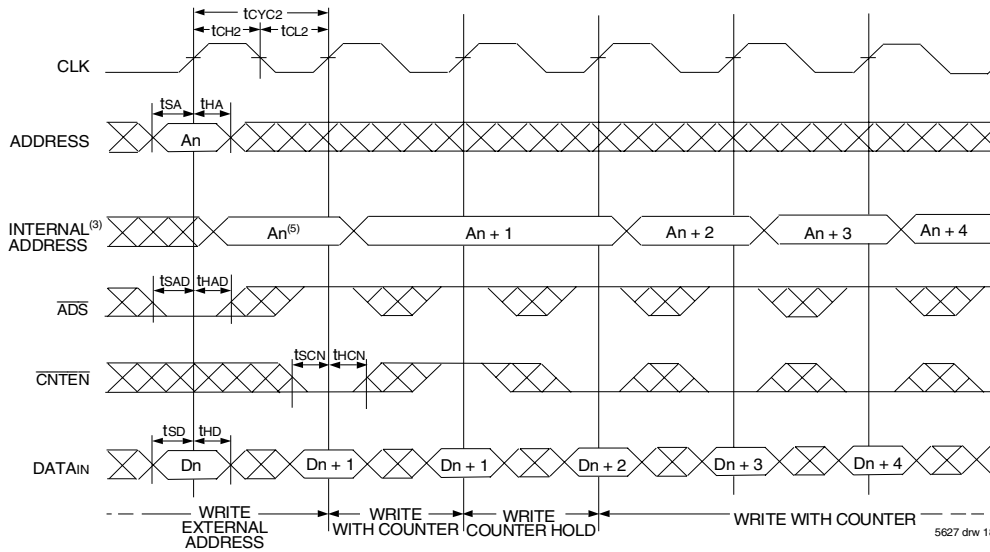 tCYC2
tCH2 tCL2
CLK
tSA tHA
ADDRESS An
INTERNAL(3)
ADDRESS An(5) An + 1 An + 2 An + 3 An + 4
tSAD tHAD
ADS
tSCN tHCN
CNTEN
tSD tHD
DATAIN Dn Dn + 1 Dn + 1 Dn + 2 Dn + 3 Dn + 4
WRITE
EXTERNAL
ADDRESS
WRITE
WITH COUNTER
WRITE
COUNTER HOLD
WRITE WITH COUNTER
5627 drw